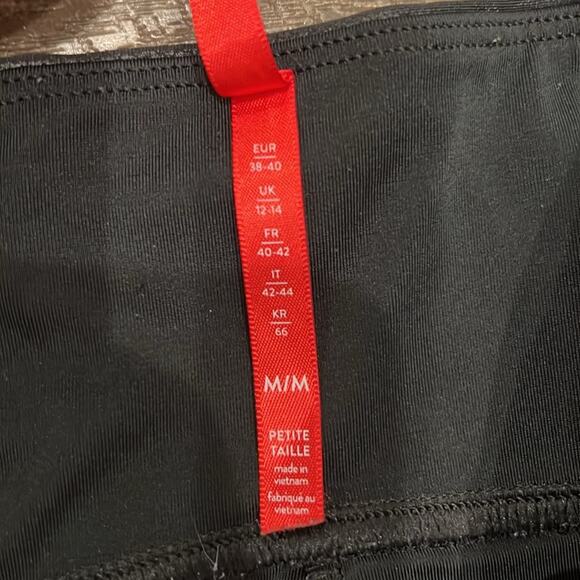 EUR
38-40
UK
12-14
FR
40-42
IT
42-44
KR
66
M/M
PETITE
TAILLE
made in
vietnam
fabriqué au
vietnam